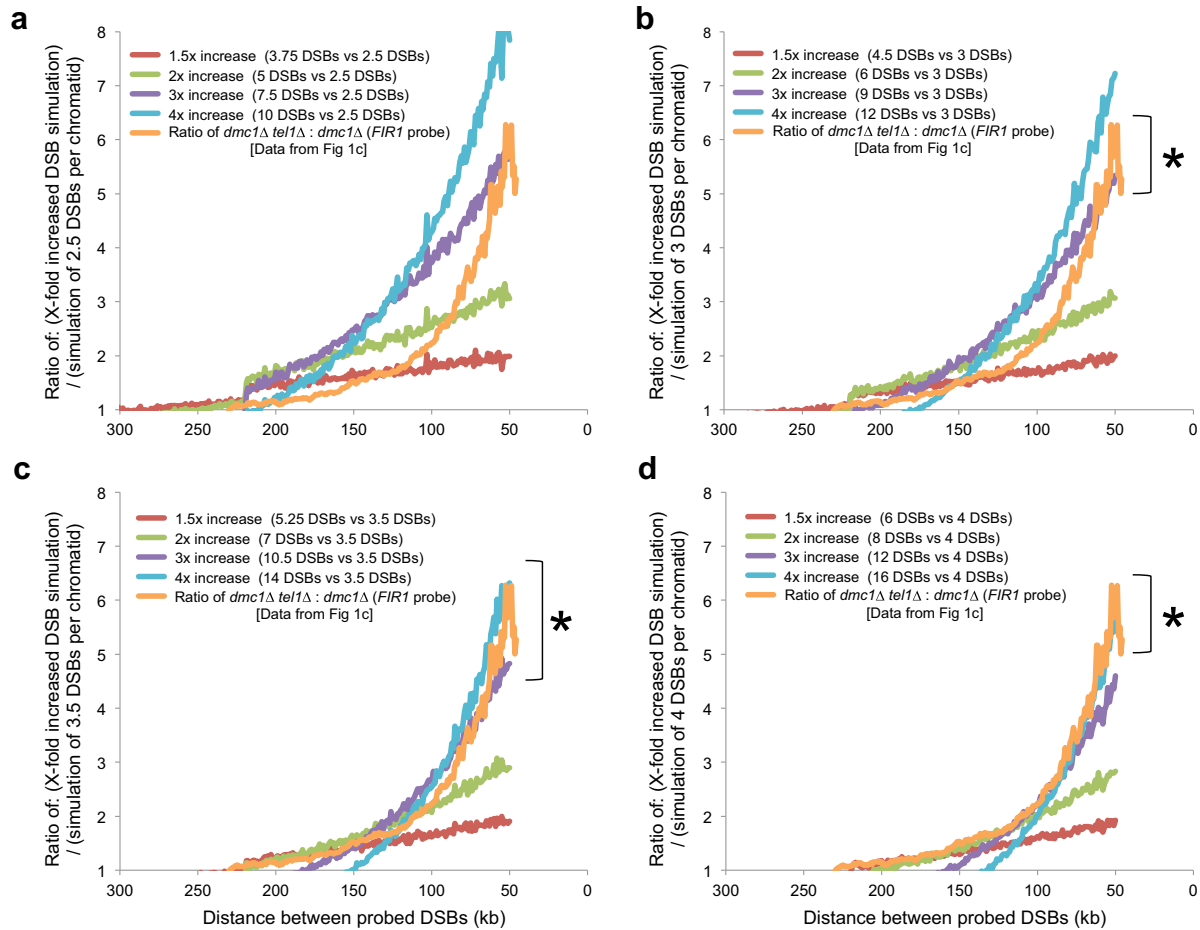 a
Ratio of: (X-fold increased DSB simulation)
/ (simulation of 2.5 DSBs per chromatid)
8
7
6
5
4
3
2
1
1.5x increase (3.75 DSBs vs 2.5 DSBs)
2x increase (5 DSBs vs 2.5 DSBs)
3x increase (7.5 DSBs vs 2.5 DSBs)
4x increase (10 DSBs vs 2.5 DSBs)
Ratio of dmc1Δ tel1Δ : dmc1Δ (FIR1 probe)
[Data from Fig 1c]
300 250 200 150 100 50 0
b
Ratio of: (X-fold increased DSB simulation)
/ (simulation of 3 DSBs per chromatid)
8
7
6
5
4
3
2
1
1.5x increase (4.5 DSBs vs 3 DSBs)
2x increase (6 DSBs vs 3 DSBs)
3x increase (9 DSBs vs 3 DSBs)
4x increase (12 DSBs vs 3 DSBs)
Ratio of dmc1Δ tel1Δ : dmc1Δ (FIR1 probe)
[Data from Fig 1c]
*
300 250 200 150 100 50 0
c
Ratio of: (X-fold increased DSB simulation)
/ (simulation of 3.5 DSBs per chromatid)
8
7
6
5
4
3
2
1
1.5x increase (5.25 DSBs vs 3.5 DSBs)
2x increase (7 DSBs vs 3.5 DSBs)
3x increase (10.5 DSBs vs 3.5 DSBs)
4x increase (14 DSBs vs 3.5 DSBs)
Ratio of dmc1Δ tel1Δ : dmc1Δ (FIR1 probe)
[Data from Fig 1c]
*
300 250 200 150 100 50 0
Distance between probed DSBs (kb)
d
Ratio of: (X-fold increased DSB simulation)
/ (simulation of 4 DSBs per chromatid)
8
7
6
5
4
3
2
1
1.5x increase (6 DSBs vs 4 DSBs)
2x increase (8 DSBs vs 4 DSBs)
3x increase (12 DSBs vs 4 DSBs)
4x increase (16 DSBs vs 4 DSBs)
Ratio of dmc1Δ tel1Δ : dmc1Δ (FIR1 probe)
[Data from Fig 1c]
*
300 250 200 150 100 50 0
Distance between probed DSBs (kb)